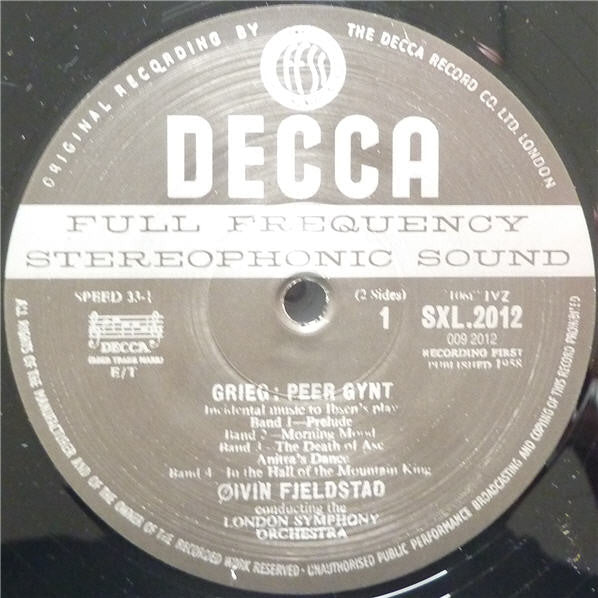 ORIGINAL RECORDING BY THE DECCA RECORD CO. LTD. LONDON
ffss
DECCA
FULL FREQUENCY
STEREOPHONIC SOUND
SPEED 33-1
(2 Sides)
1
IVZ
SXL.2012
009 2012
RECORDING FIRST
PUBLISHED 1958
DECCA
E/T
GRIEG: PEER GYNT
Incidental music to Ibsen's play
Band 1—Prelude
Band 2—Morning Mood
Band 3—The Death of Ase
Anitra's Dance
Band 4—In the Hall of the Mountain King
ØIVIN FJELDSTAD
conducting the
LONDON SYMPHONY
ORCHESTRA
ALL RIGHTS OF THE MANUFACTURER AND OF THE OWNER OF THE RECORDED WORK RESERVED · UNAUTHORISED PUBLIC PERFORMANCE BROADCASTING AND COPYING OF THIS RECORD PROHIBITED